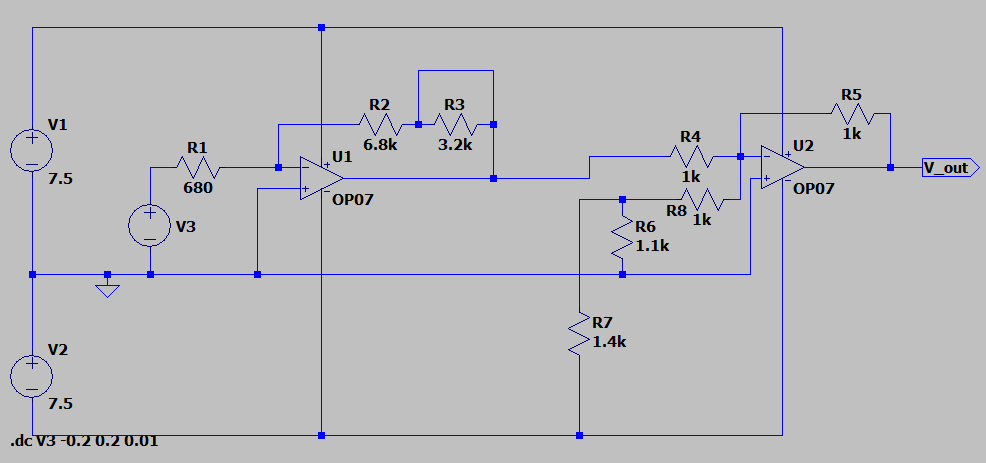 V1
7.5
R1
680
V3
R2
6.8k
R3
3.2k
U1
OP07
R4
1k
R8
1k
R6
1.1k
R7
1.4k
R5
1k
U2
OP07
V_out
V2
7.5
.dc V3 -0.2 0.2 0.01